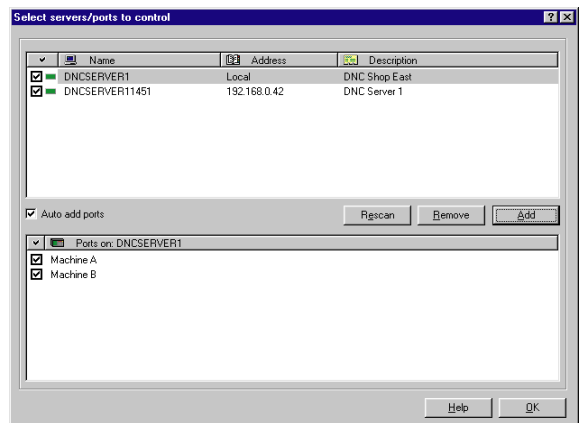 Select servers/ports to control
Name Address Description
DNCSERVER1 Local DNC Shop East
DNCSERVER11451 192.168.0.42 DNC Server 1
Auto add ports Rescan Remove Add
Ports on: DNCSERVER1
Machine A
Machine B
Help OK